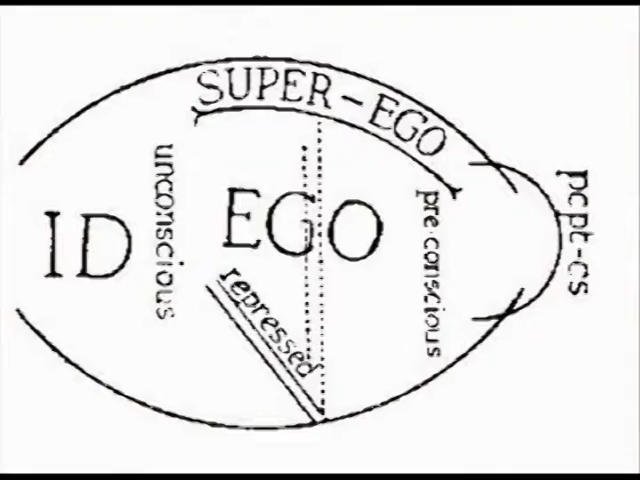 SUPER-EGO
pcpt-cs
unconscious
EGO
pre·conscious
ID
repressed